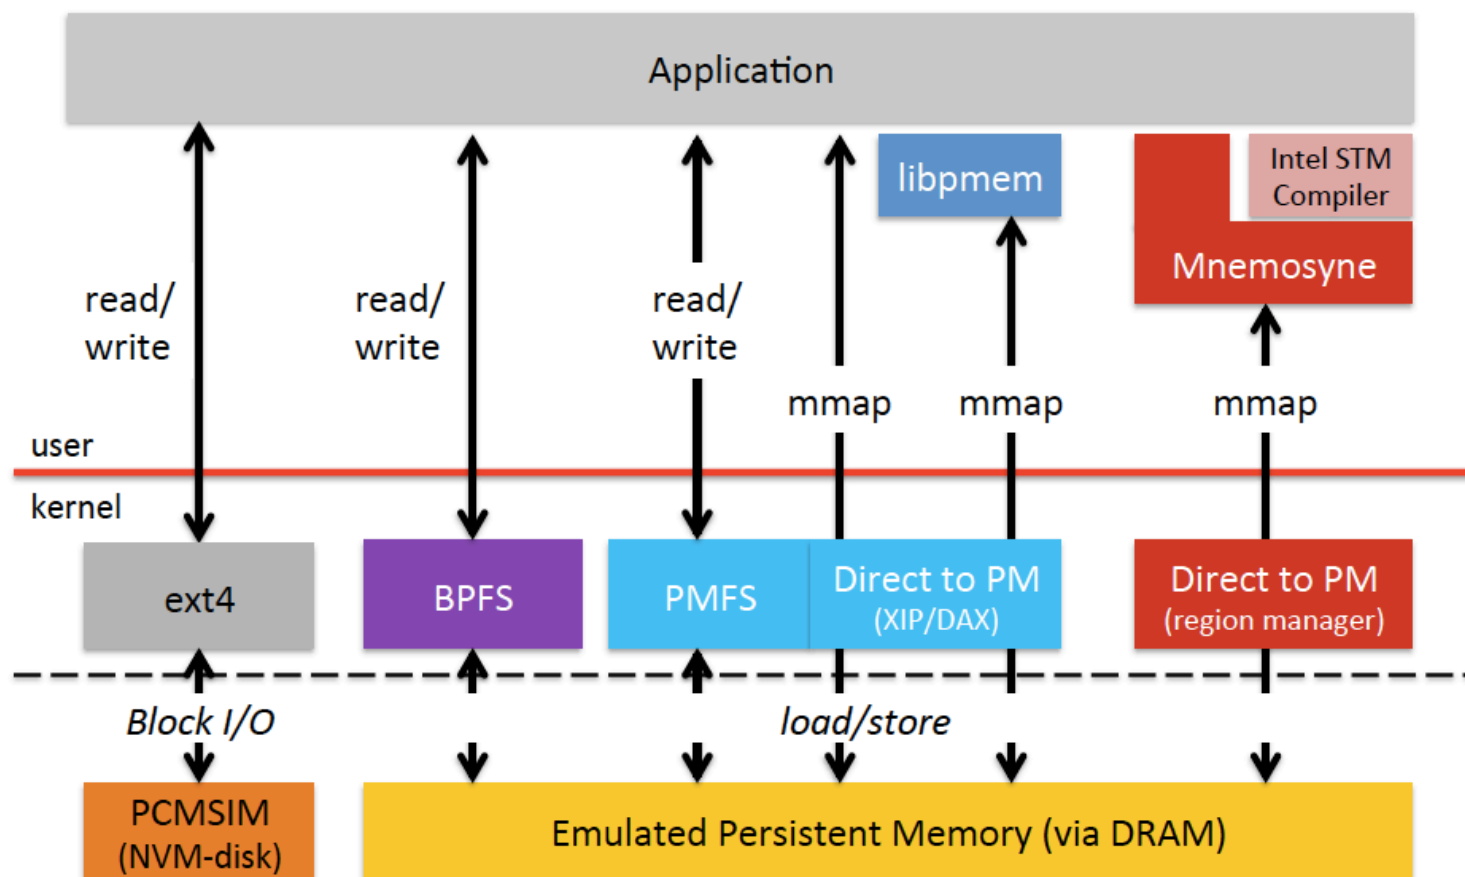 Application
libpmem
Intel STM
Compiler
Mnemosyne
read/
write
read/
write
read/
write
mmap
mmap
mmap
user
kernel
ext4
BPFS
PMFS
Direct to PM
(XIP/DAX)
Direct to PM
(region manager)
Block I/O
load/store
PCMSIM
(NVM-disk)
Emulated Persistent Memory (via DRAM)